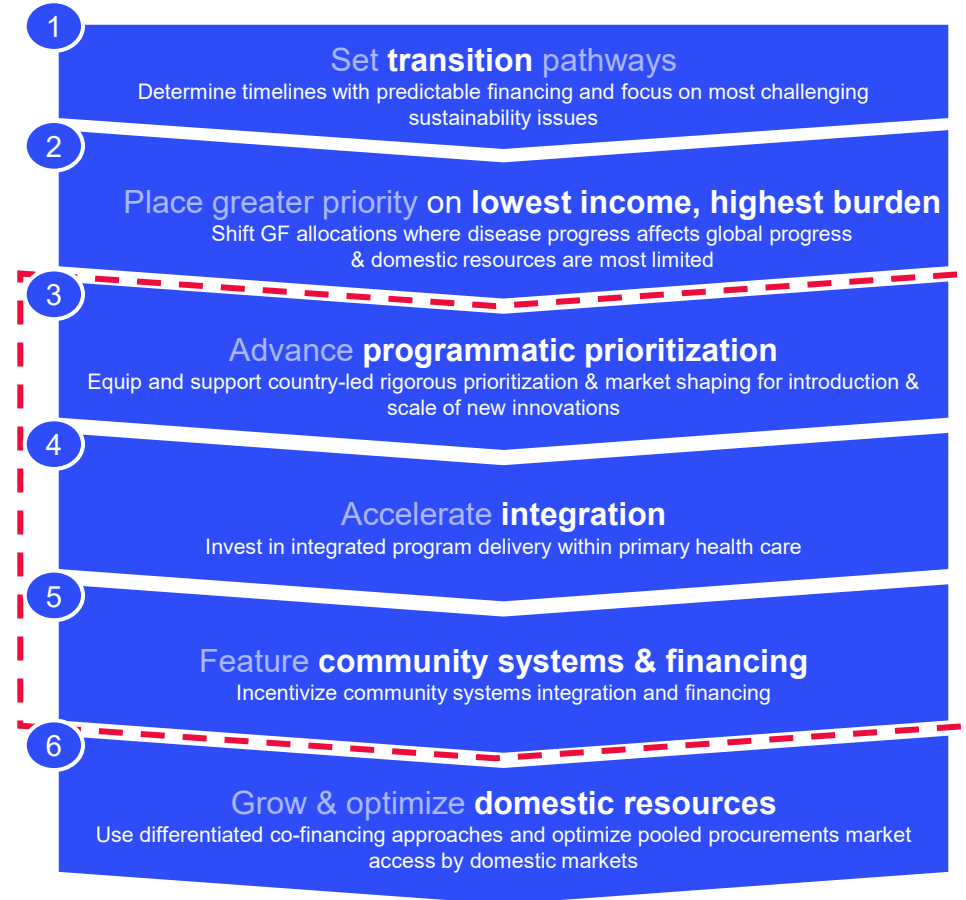 1
Set transition pathways
Determine timelines with predictable financing and focus on most challenging
sustainability issues
2
Place greater priority on lowest income, highest burden
Shift GF allocations where disease progress affects global progress
& domestic resources are most limited
3
Advance programmatic prioritization
Equip and support country-led rigorous prioritization & market shaping for introduction &
scale of new innovations
4
Accelerate integration
Invest in integrated program delivery within primary health care
5
Feature community systems & financing
Incentivize community systems integration and financing
6
Grow & optimize domestic resources
Use differentiated co-financing approaches and optimize pooled procurements market
access by domestic markets